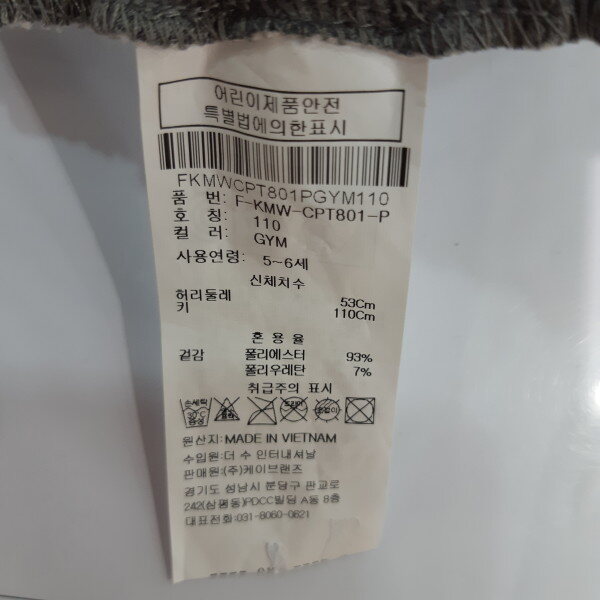 어린이제품안전
특별법에의한표시
FKMWCPT801PGYM110
품 번: F-KMW-CPT801-P
호 칭: 110
컬 러: GYM
사용연령: 5~6세
신체치수
허리둘레 53Cm
키 110Cm
혼 용 율
겉감 폴리에스터 93%
폴리우레탄 7%
취급주의 표시
손세탁
30℃
중성
원산지: MADE IN VIETNAM
수입원: 더 수 인터내셔날
판매원: (주)케이브랜즈
경기도 성남시 분당구 판교로
242(삼평동)PDCC빌딩 A동 8층
대표전화:031-8060-0621